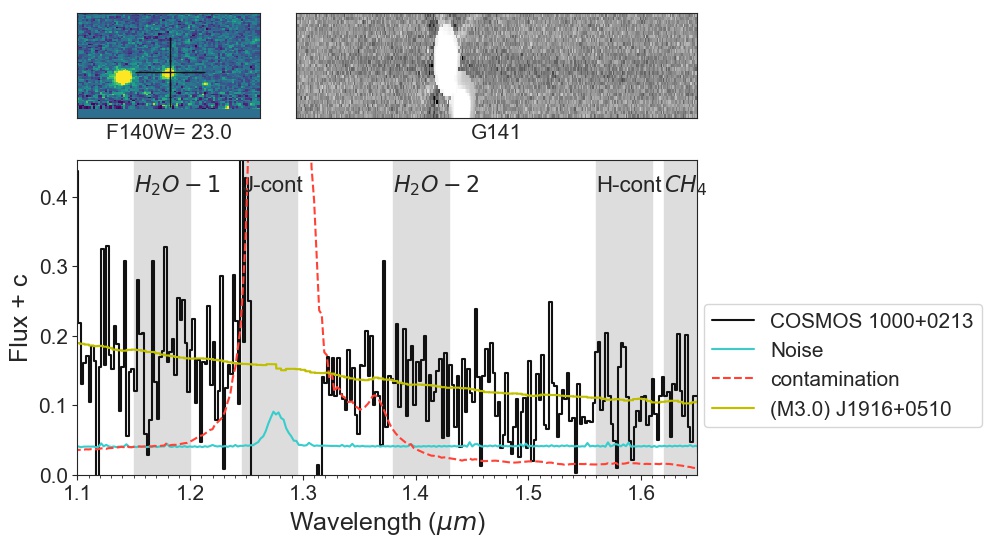 F140W= 23.0
G141
H₂O − 1
J-cont
H₂O − 2
H-cont
CH₄
0.4
0.3
0.2
0.1
0.0
Flux + c
1.1
1.2
1.3
1.4
1.5
1.6
Wavelength (μm)
COSMOS 1000+0213
Noise
contamination
(M3.0) J1916+0510